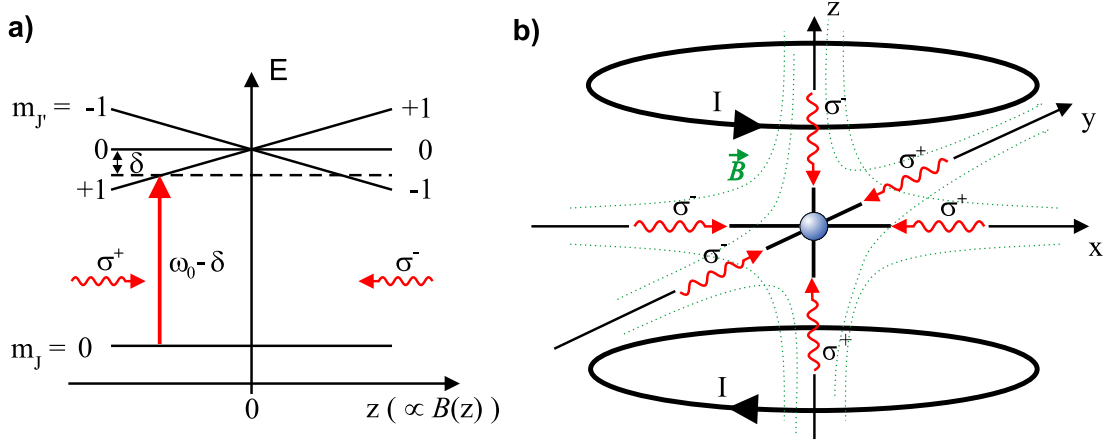 a)
E
m_J' = -1
+1
0
0
δ
+1
-1
σ⁺
ω₀ - δ
σ⁻
m_J = 0
0
z ( ∝ B(z) )
b)
z
I
σ⁻
y
B⃗
σ⁺
σ⁻
σ⁺
x
σ⁻
σ⁺
I